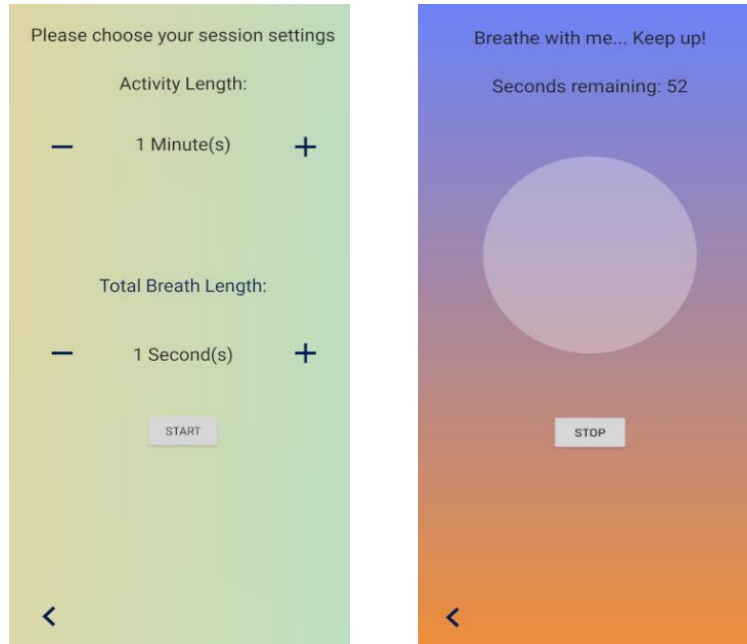 Please choose your session settings
Activity Length:
1 Minute(s)
Total Breath Length:
1 Second(s)
START
Breathe with me... Keep up!
Seconds remaining: 52
STOP